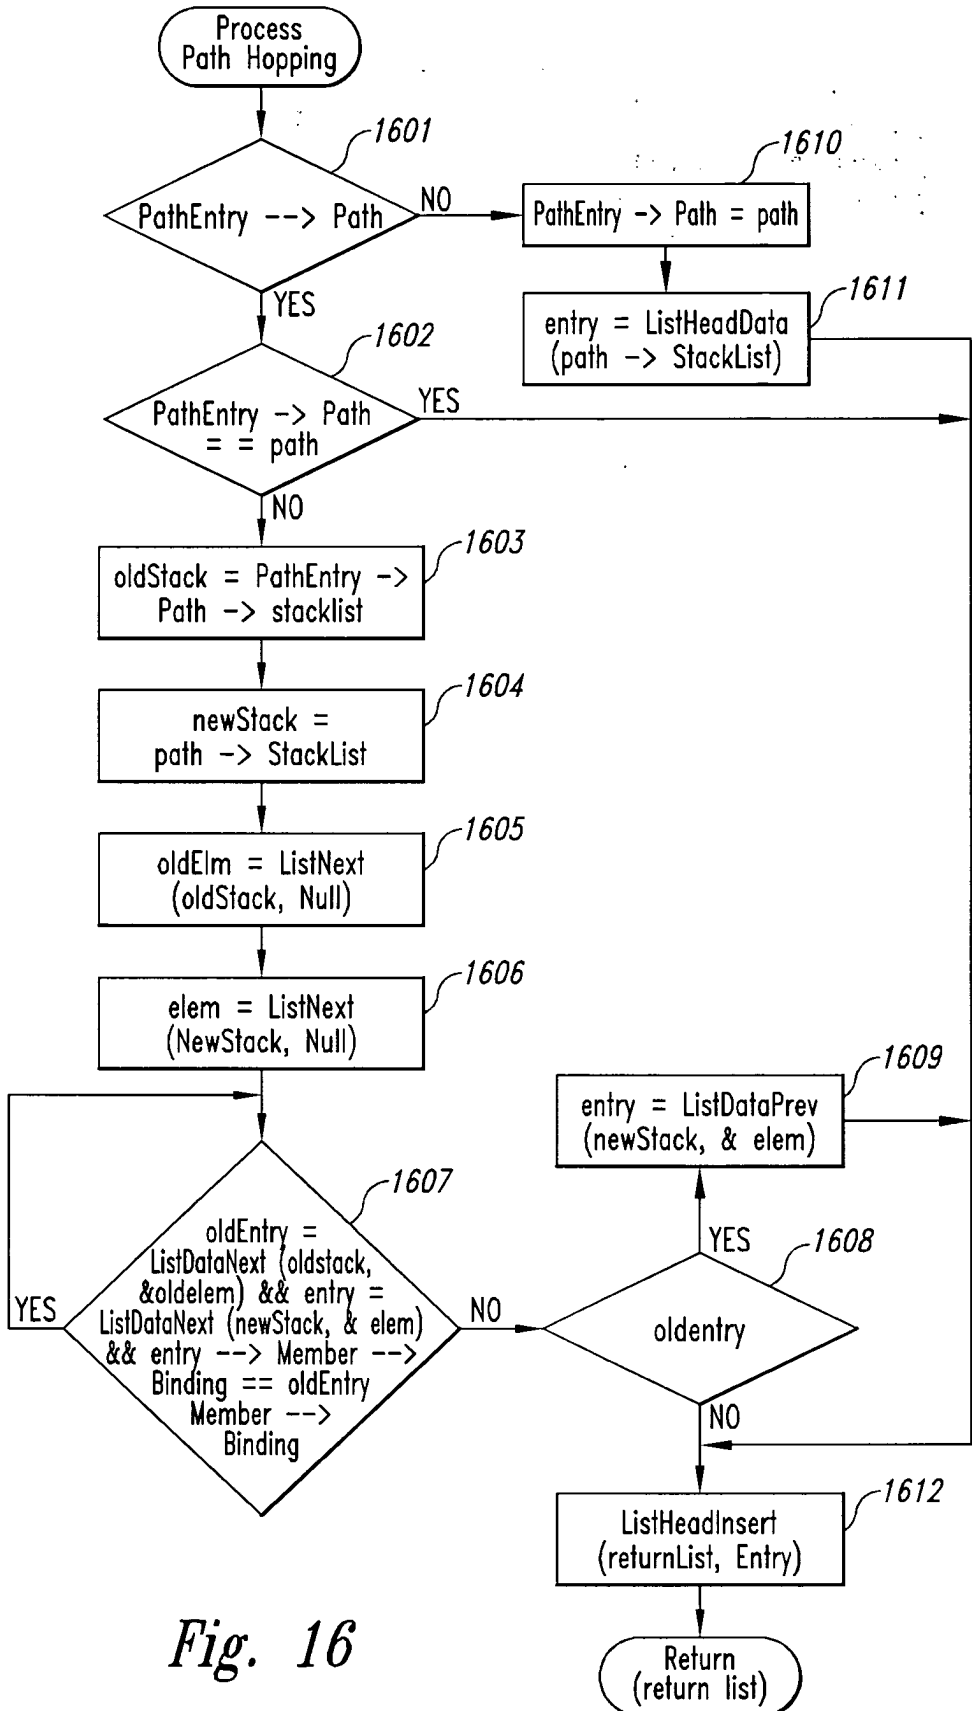 Process
Path Hopping
1601
PathEntry --> Path
NO
YES
1610
PathEntry -> Path = path
1611
entry = ListHeadData
(path -> StackList)
1602
PathEntry -> Path
= = path
YES
NO
1603
oldStack = PathEntry ->
Path -> stacklist
1604
newStack =
path -> StackList
1605
oldElm = ListNext
(oldStack, Null)
1606
elem = ListNext
(NewStack, Null)
1607
oldEntry =
ListDataNext (oldstack,
&oldelem) && entry =
ListDataNext (newStack, & elem)
&& entry --> Member -->
Binding == oldEntry
Member -->
Binding
YES
NO
1609
entry = ListDataPrev
(newStack, & elem)
YES
1608
oldentry
NO
1612
ListHeadInsert
(returnList, Entry)
Return
(return list)
Fig. 16